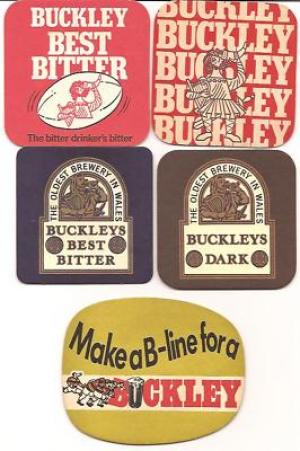 BUCKLEY
BEST
BITTER
The bitter drinker's bitter
BUCKLEY
BUCKLEY
BUCKLEY
BUCKLEY
BUCKLEY
BUCKLEY
THE OLDEST BREWERY IN WALES
BUCKLEYS
BEST
BITTER
THE OLDEST BREWERY IN WALES
BUCKLEYS
DARK
Make a B-line for a
BUCKLEY